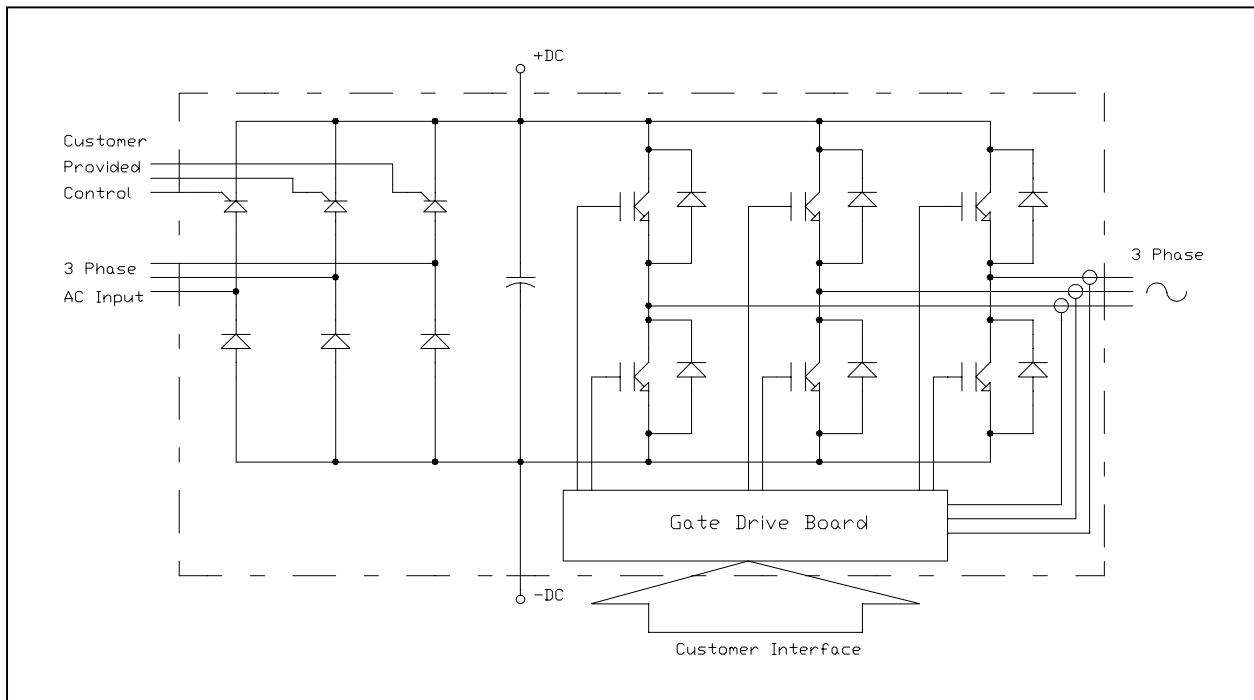 +DC
Customer
Provided
Control
3 Phase
AC Input
3 Phase
Gate Drive Board
-DC
Customer Interface